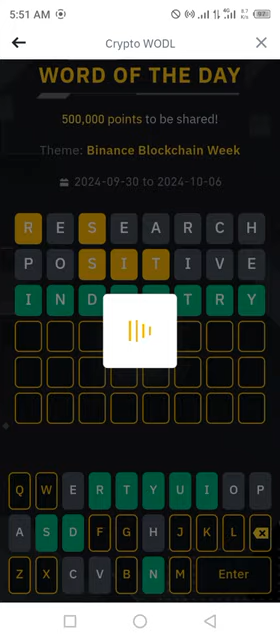 5:51 AM
Crypto WODL
WORD OF THE DAY
500,000 points to be shared!
Theme: Binance Blockchain Week
2024-09-30 to 2024-10-06
R E S E A R C H
P O S I T I V E
I N D T R Y
Q W E R T Y U I O P
A S D F G H J K L
Z X C V B N M Enter